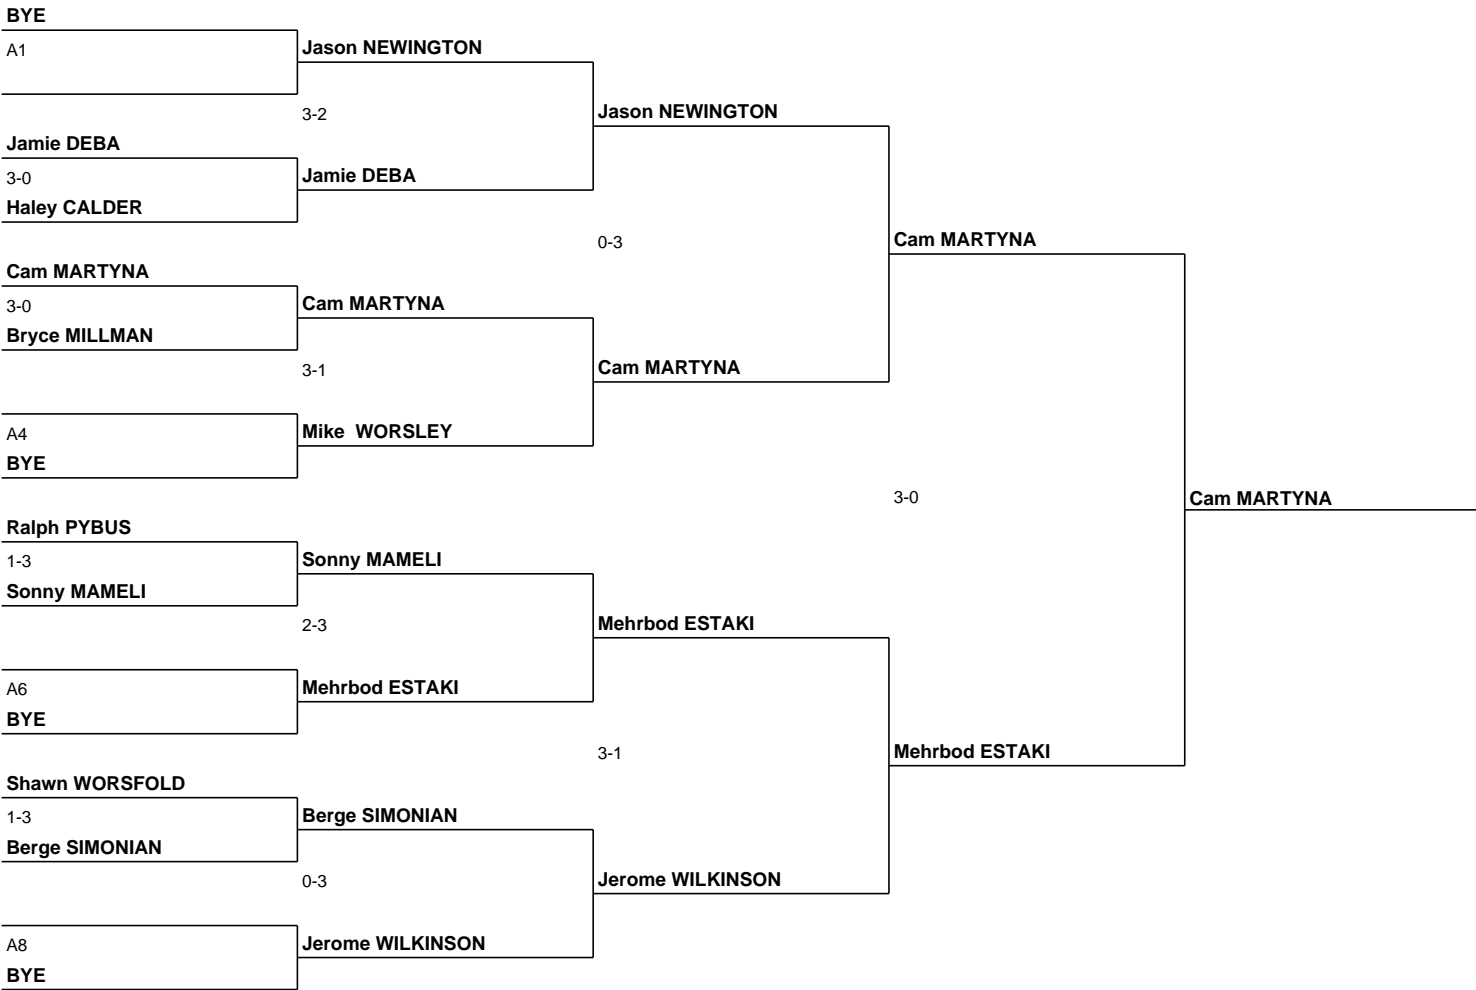 BYE
A1
Jason NEWINGTON
3-2
Jason NEWINGTON
Jamie DEBA
3-0
Jamie DEBA
Haley CALDER
0-3
Cam MARTYNA
Cam MARTYNA
3-0
Cam MARTYNA
Bryce MILLMAN
3-1
Cam MARTYNA
A4
Mike  WORSLEY
BYE
3-0
Cam MARTYNA
Ralph PYBUS
1-3
Sonny MAMELI
Sonny MAMELI
2-3
Mehrbod ESTAKI
A6
Mehrbod ESTAKI
BYE
3-1
Mehrbod ESTAKI
Shawn WORSFOLD
1-3
Berge SIMONIAN
Berge SIMONIAN
0-3
Jerome WILKINSON
A8
Jerome WILKINSON
BYE